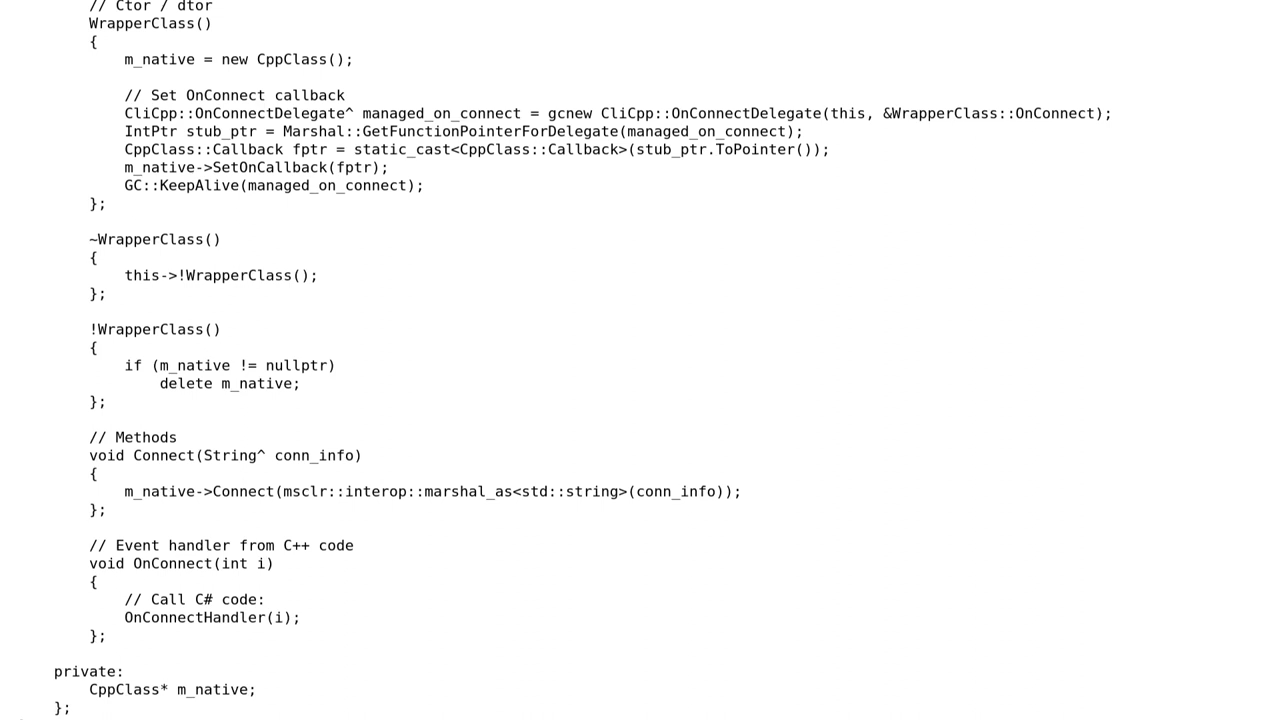 // Ctor / dtor
WrapperClass()
{
m_native = new CppClass();
// Set OnConnect callback
CliCpp::OnConnectDelegate^ managed_on_connect = gcnew CliCpp::OnConnectDelegate(this, &WrapperClass::OnConnect);
IntPtr stub_ptr = Marshal::GetFunctionPointerForDelegate(managed_on_connect);
CppClass::Callback fptr = static_cast<CppClass::Callback>(stub_ptr.ToPointer());
m_native->SetOnCallback(fptr);
GC::KeepAlive(managed_on_connect);
};
~WrapperClass()
{
this->!WrapperClass();
};
!WrapperClass()
{
if (m_native != nullptr)
delete m_native;
};
// Methods
void Connect(String^ conn_info)
{
m_native->Connect(msclr::interop::marshal_as<std::string>(conn_info));
};
// Event handler from C++ code
void OnConnect(int i)
{
// Call C# code:
OnConnectHandler(i);
};
private:
CppClass* m_native;
};